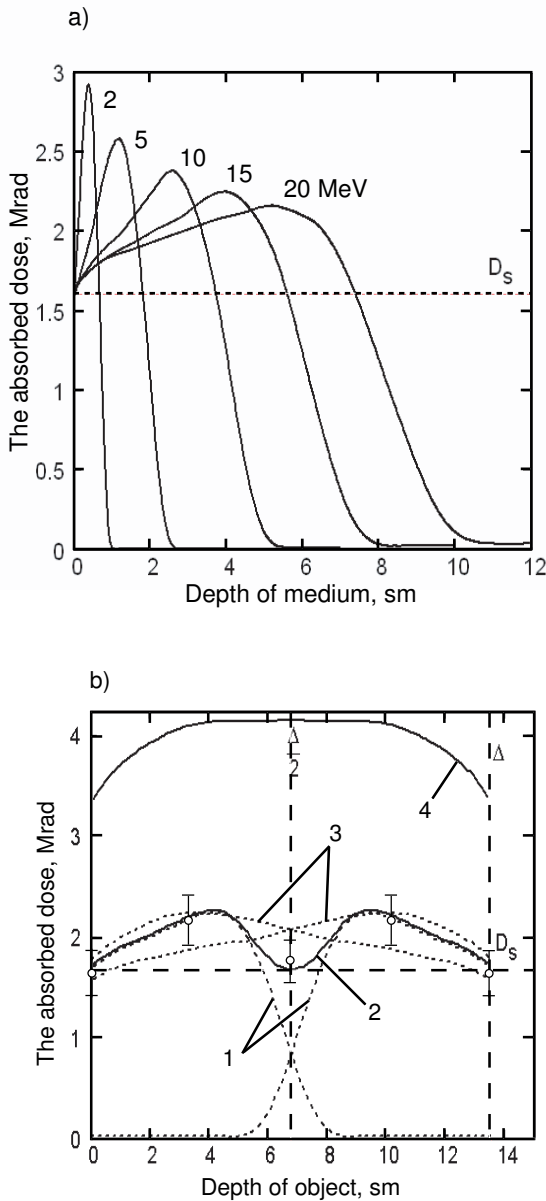 a)
The absorbed dose, Mrad
3
2.5
2
1.5
1
0.5
0
2
5
10
15
20 MeV
Ds
0 2 4 6 8 10 12
Depth of medium, sm
b)
The absorbed dose, Mrad
4
3
2
1
0
Δ
2
Δ
4
3
Ds
2
1
0 2 4 6 8 10 12 14
Depth of object, sm